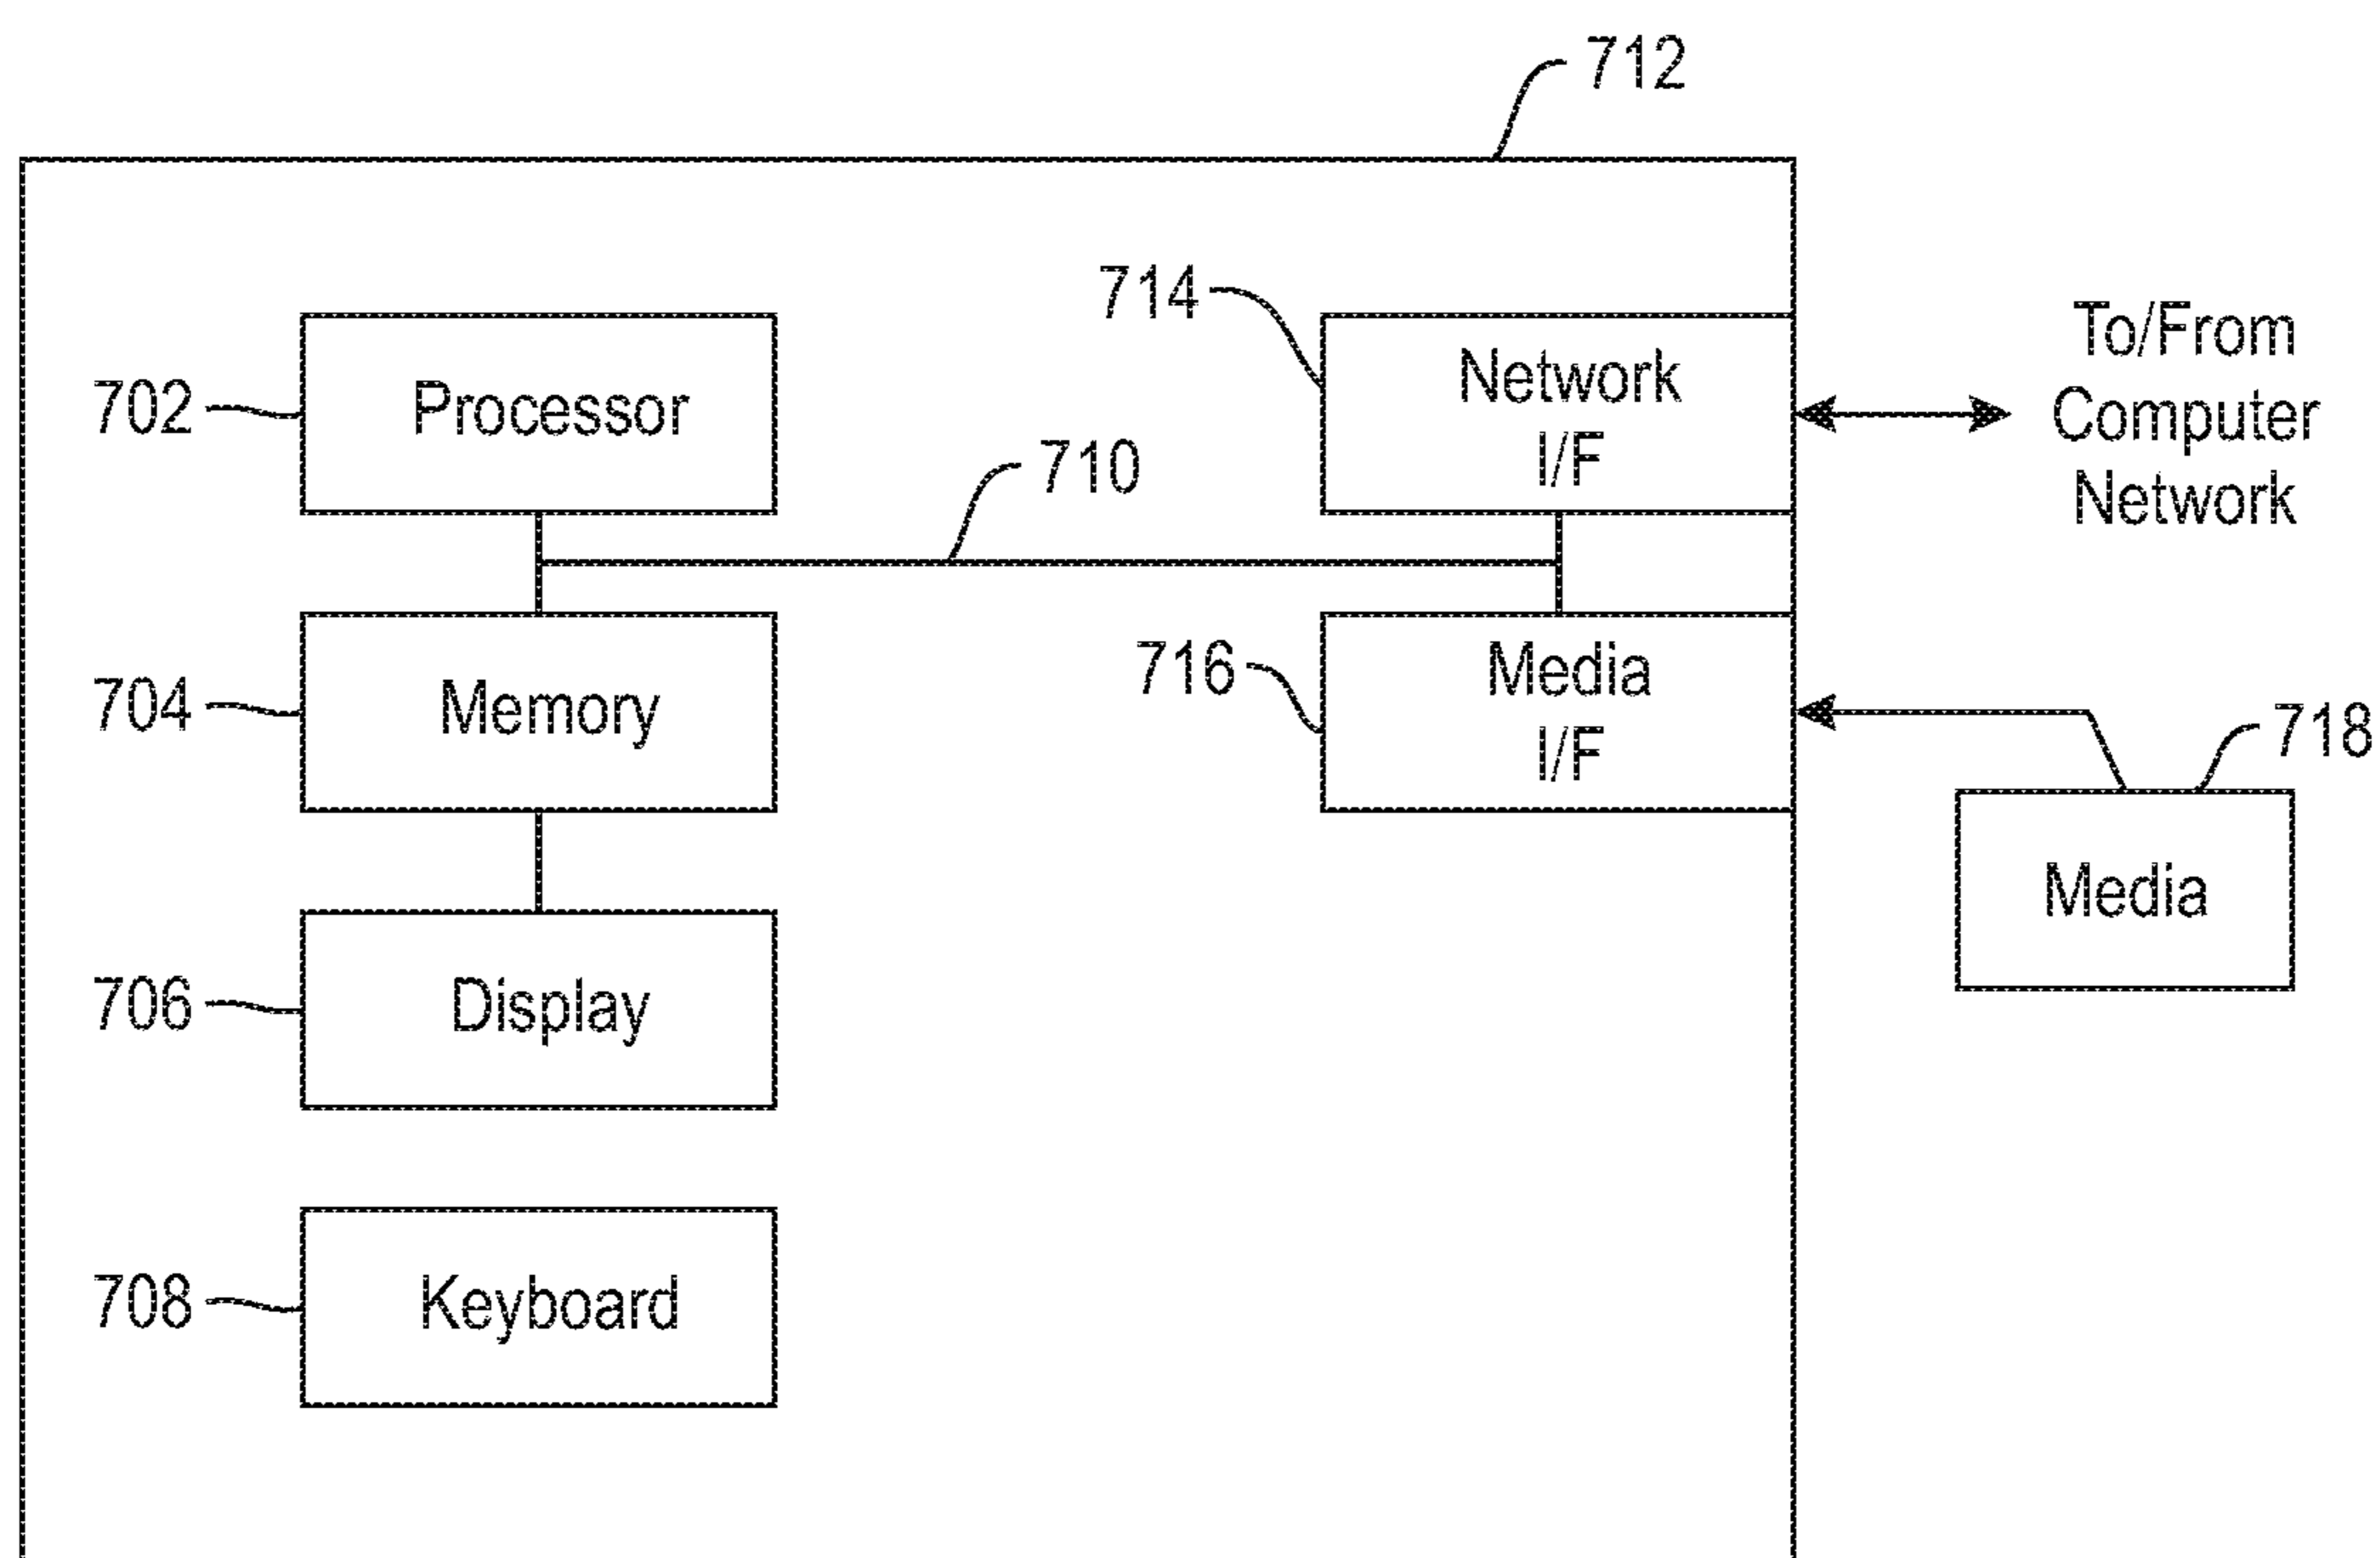 712
714
Network
I/F
To/From
Computer
Network
702
Processor
710
704
Memory
716
Media
I/F
718
Media
706
Display
708
Keyboard